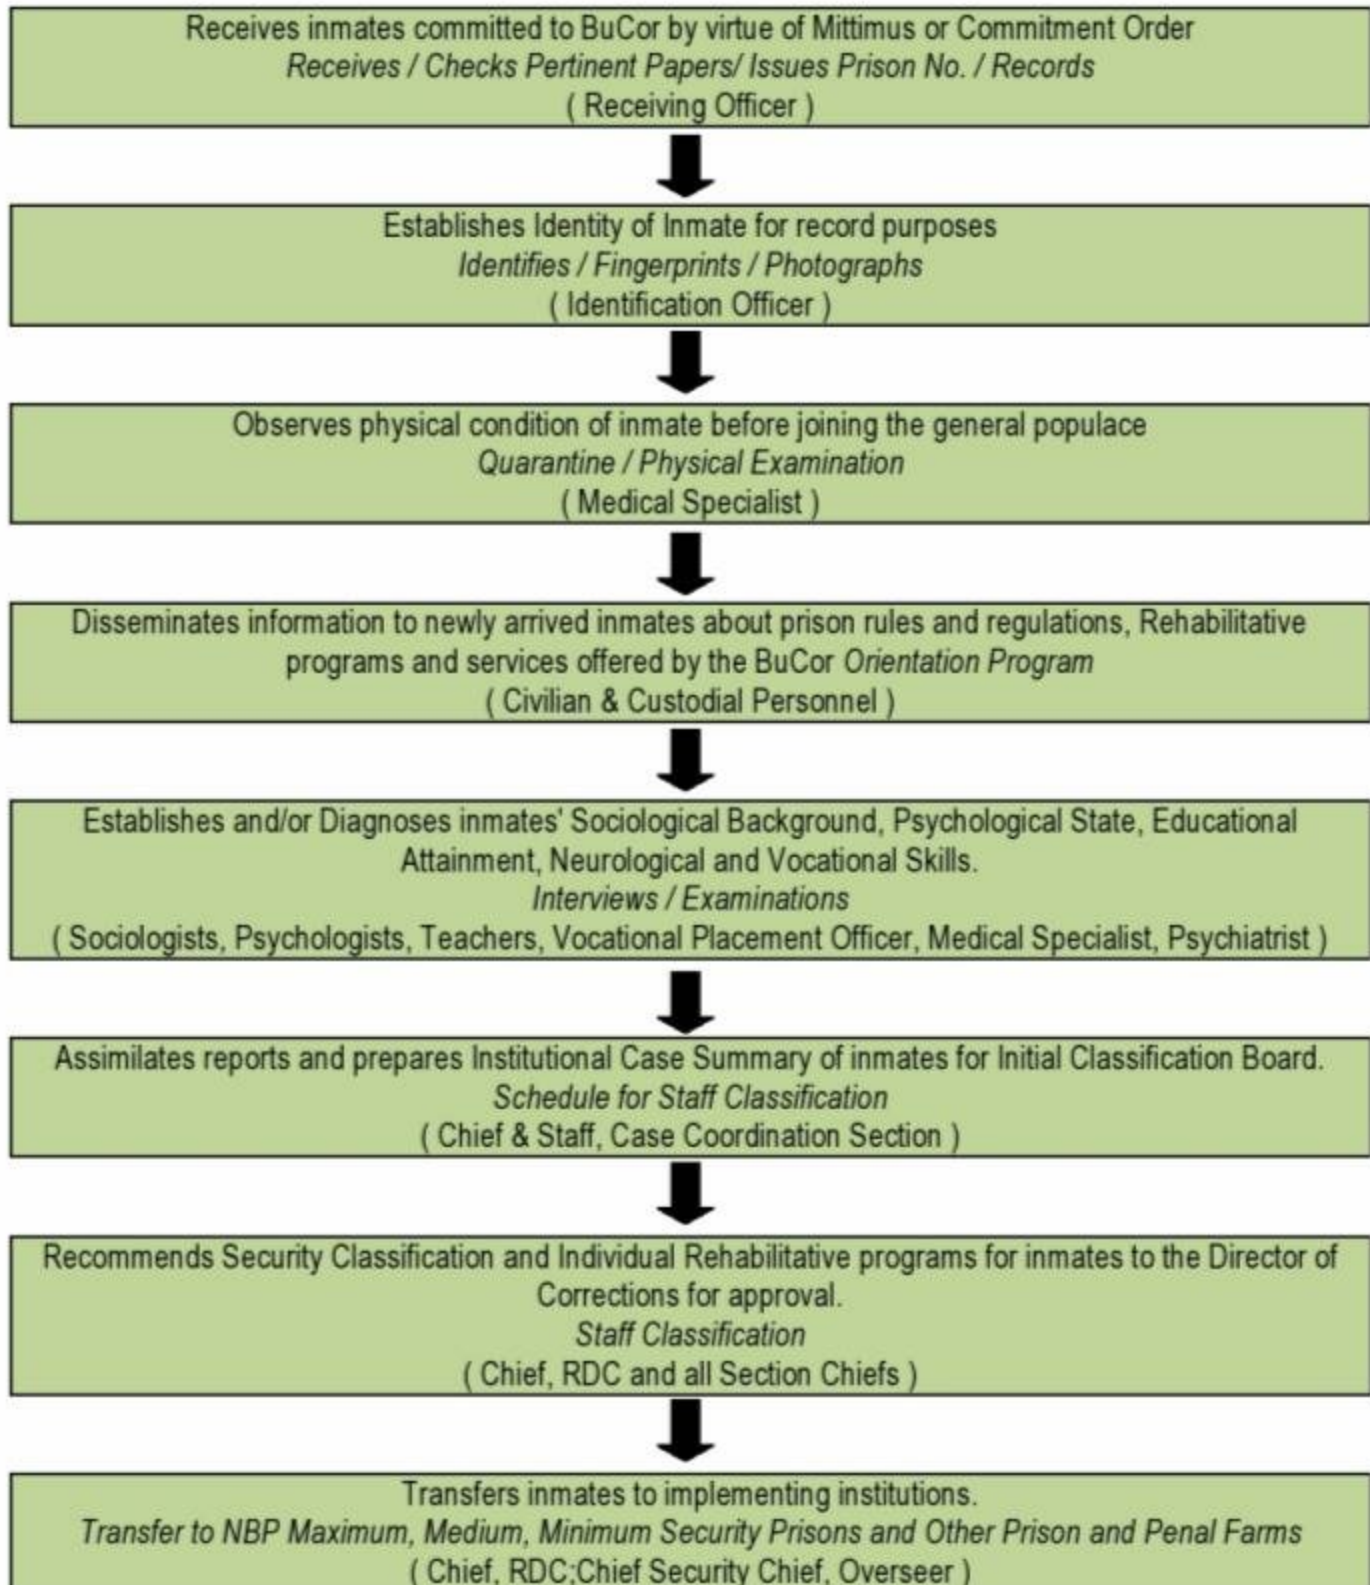 Receives inmates committed to BuCor by virtue of Mittimus or Commitment Order
Receives / Checks Pertinent Papers/ Issues Prison No. / Records
( Receiving Officer )
Establishes Identity of Inmate for record purposes
Identifies / Fingerprints / Photographs
( Identification Officer )
Observes physical condition of inmate before joining the general populace
Quarantine / Physical Examination
( Medical Specialist )
Disseminates information to newly arrived inmates about prison rules and regulations, Rehabilitative
programs and services offered by the BuCor Orientation Program
( Civilian & Custodial Personnel )
Establishes and/or Diagnoses inmates' Sociological Background, Psychological State, Educational
Attainment, Neurological and Vocational Skills.
Interviews / Examinations
( Sociologists, Psychologists, Teachers, Vocational Placement Officer, Medical Specialist, Psychiatrist )
Assimilates reports and prepares Institutional Case Summary of inmates for Initial Classification Board.
Schedule for Staff Classification
( Chief & Staff, Case Coordination Section )
Recommends Security Classification and Individual Rehabilitative programs for inmates to the Director of
Corrections for approval.
Staff Classification
( Chief, RDC and all Section Chiefs )
Transfers inmates to implementing institutions.
Transfer to NBP Maximum, Medium, Minimum Security Prisons and Other Prison and Penal Farms
( Chief, RDC;Chief Security Chief, Overseer )